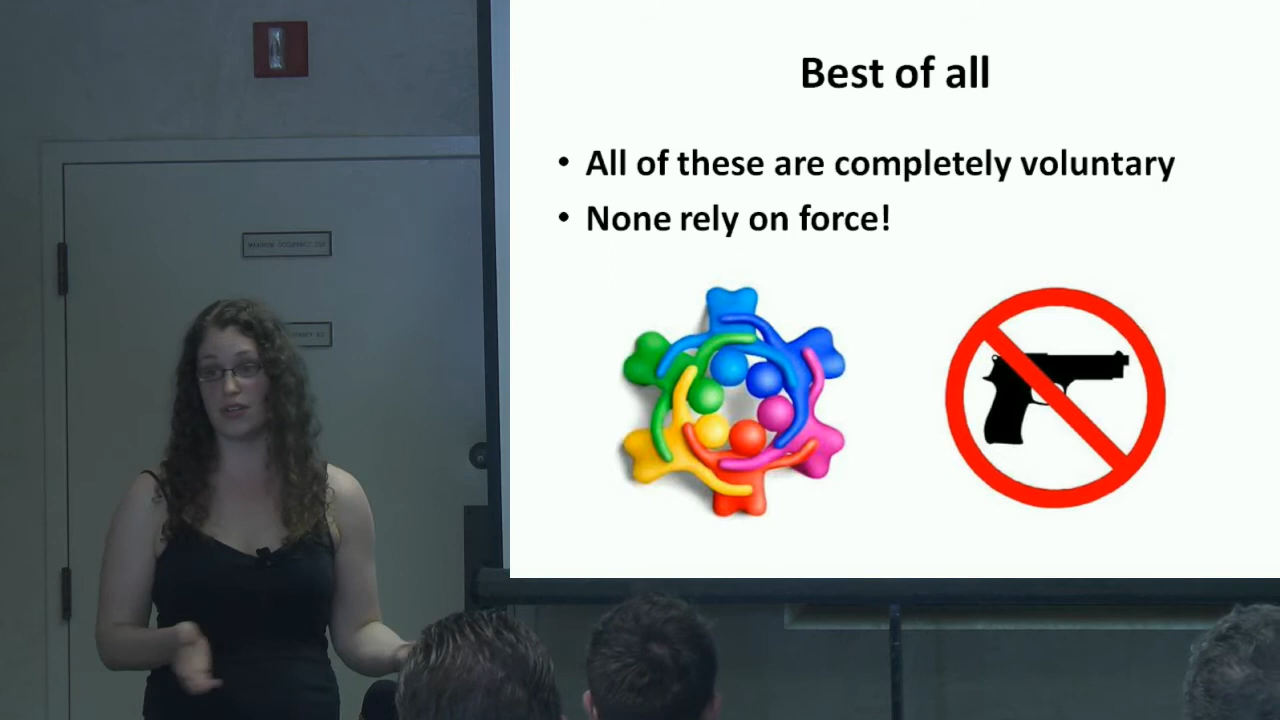 Best of all
• All of these are completely voluntary
• None rely on force!